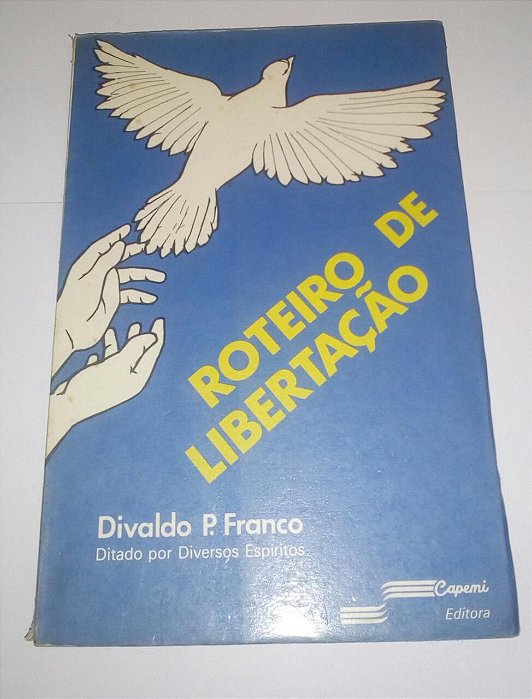 ROTEIRO DE
LIBERTAÇÃO
Divaldo P. Franco
Ditado por Diversos Espíritos
Capemi
Editora